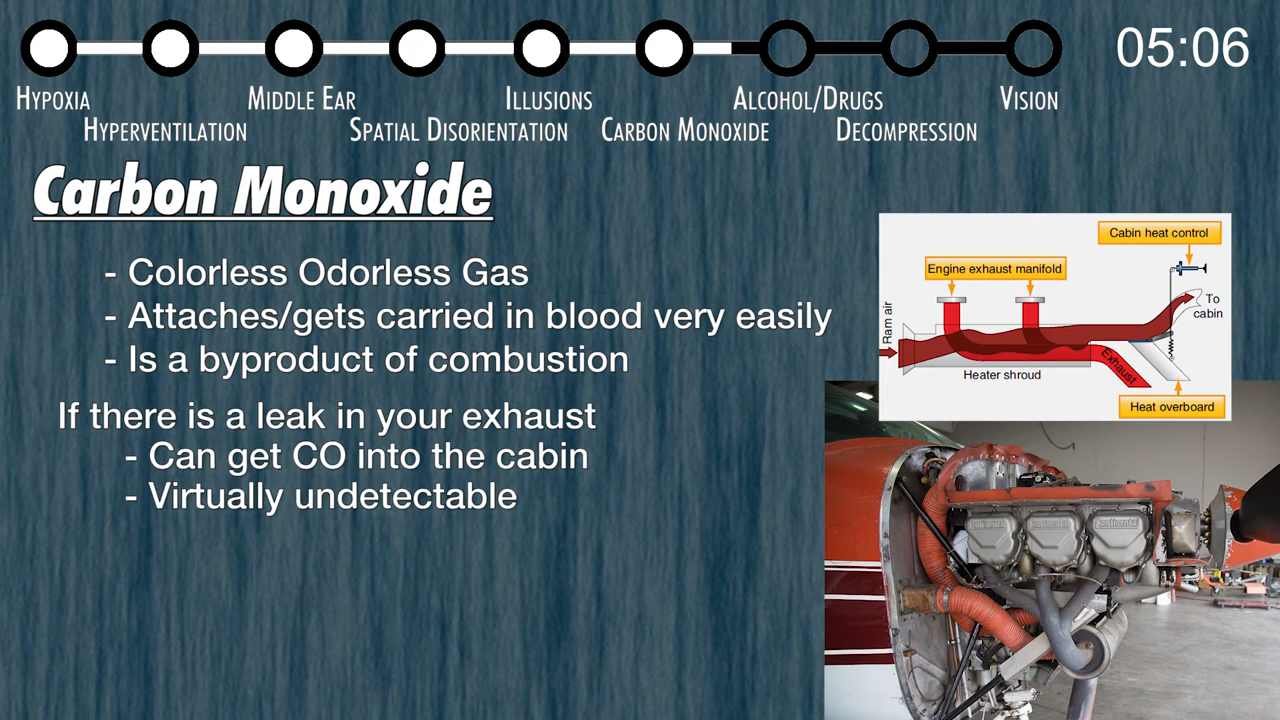 05:06
Hypoxia
Middle Ear
Illusions
Alcohol/Drugs
Vision
Hyperventilation
Spatial Disorientation
Carbon Monoxide
Decompression
Carbon Monoxide
- Colorless Odorless Gas
- Attaches/gets carried in blood very easily
- Is a byproduct of combustion
If there is a leak in your exhaust
- Can get CO into the cabin
- Virtually undetectable
Cabin heat control
Engine exhaust manifold
To
cabin
Ram air
Exhaust
Heater shroud
Heat overboard
Continental
Continental